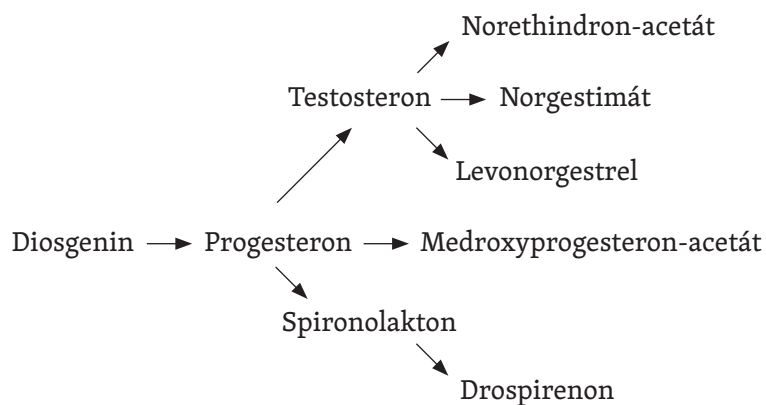 Norethindron-acetát
Testosteron
Norgestimát
Levonorgestrel
Diosgenin
Progesteron
Medroxyprogesteron-acetát
Spironolakton
Drospirenon